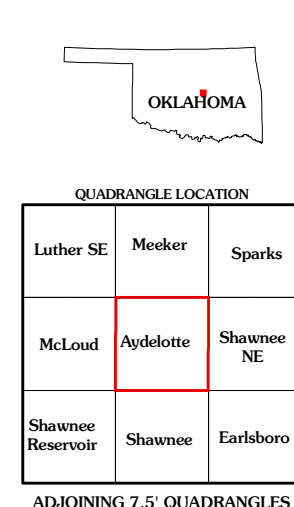 OKLAHOMA
QUADRANGLE LOCATION
Luther SE Meeker Sparks
McLoud Aydelotte Shawnee
NE
Shawnee
Reservoir Shawnee Earlsboro
ADJOINING 7.5' QUADRANGLES